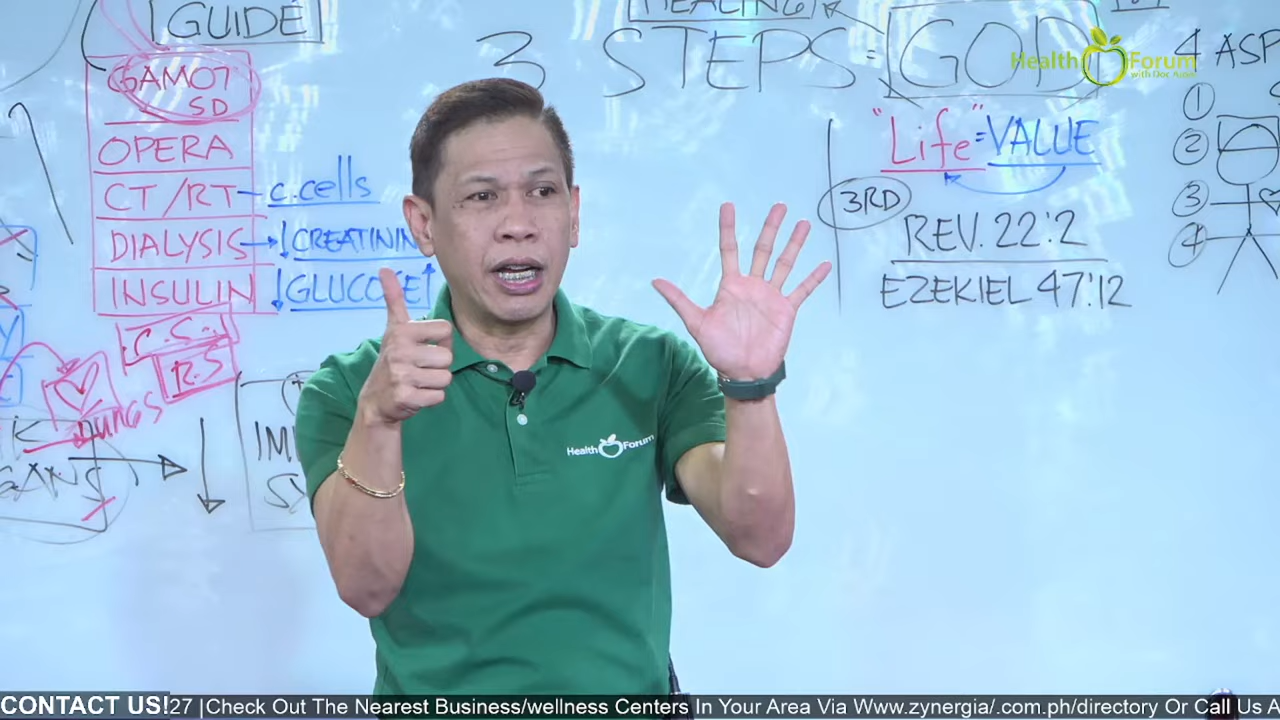 GUIDE
GAMOT
SD
OPERA
CT/RT - c.cells
DIALYSIS → ↓ CREATININ
INSULIN ↓ GLUCOSE ↑
R.S
LUNGS
HEALING
3 STEPS = GOD
4 ASP
"Life" = VALUE
3RD
REV. 22:2
EZEKIEL 47:12
1
2
3
4
Health Forum
Health Forum
CONTACT US! 27 |Check Out The Nearest Business/wellness Centers In Your Area Via Www.zynergia/.com.ph/directory Or Call Us A